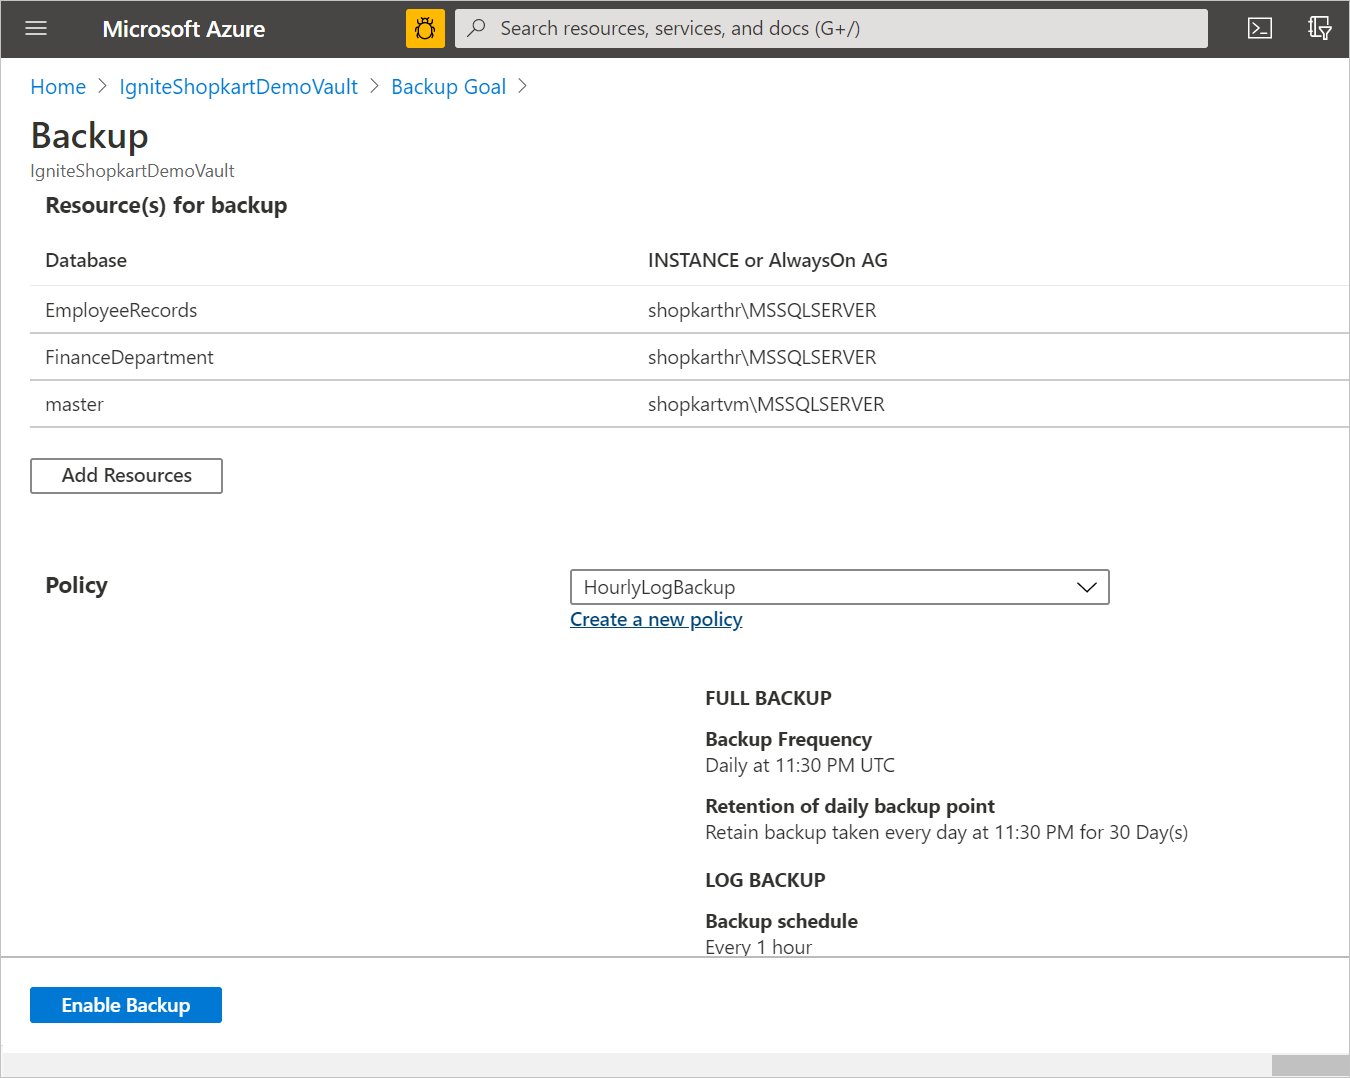 Microsoft Azure
Search resources, services, and docs (G+/)
Home > IgniteShopkartDemoVault > Backup Goal >
Backup
IgniteShopkartDemoVault
Resource(s) for backup
Database INSTANCE or AlwaysOn AG
EmployeeRecords shopkarthr\MSSQLSERVER
FinanceDepartment shopkarthr\MSSQLSERVER
master shopkartvm\MSSQLSERVER
Add Resources
Policy HourlyLogBackup
Create a new policy
FULL BACKUP
Backup Frequency
Daily at 11:30 PM UTC
Retention of daily backup point
Retain backup taken every day at 11:30 PM for 30 Day(s)
LOG BACKUP
Backup schedule
Every 1 hour
Enable Backup